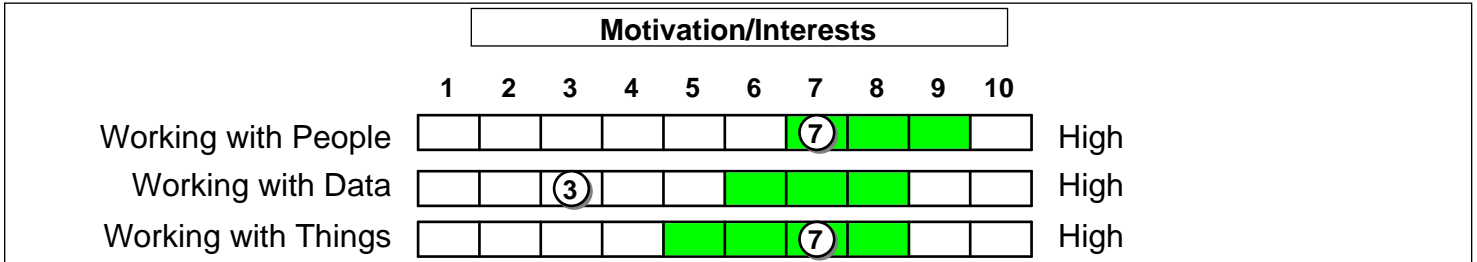 Motivation/Interests
1 2 3 4 5 6 7 8 9 10
Working with People 7 High
Working with Data 3 High
Working with Things 7 High